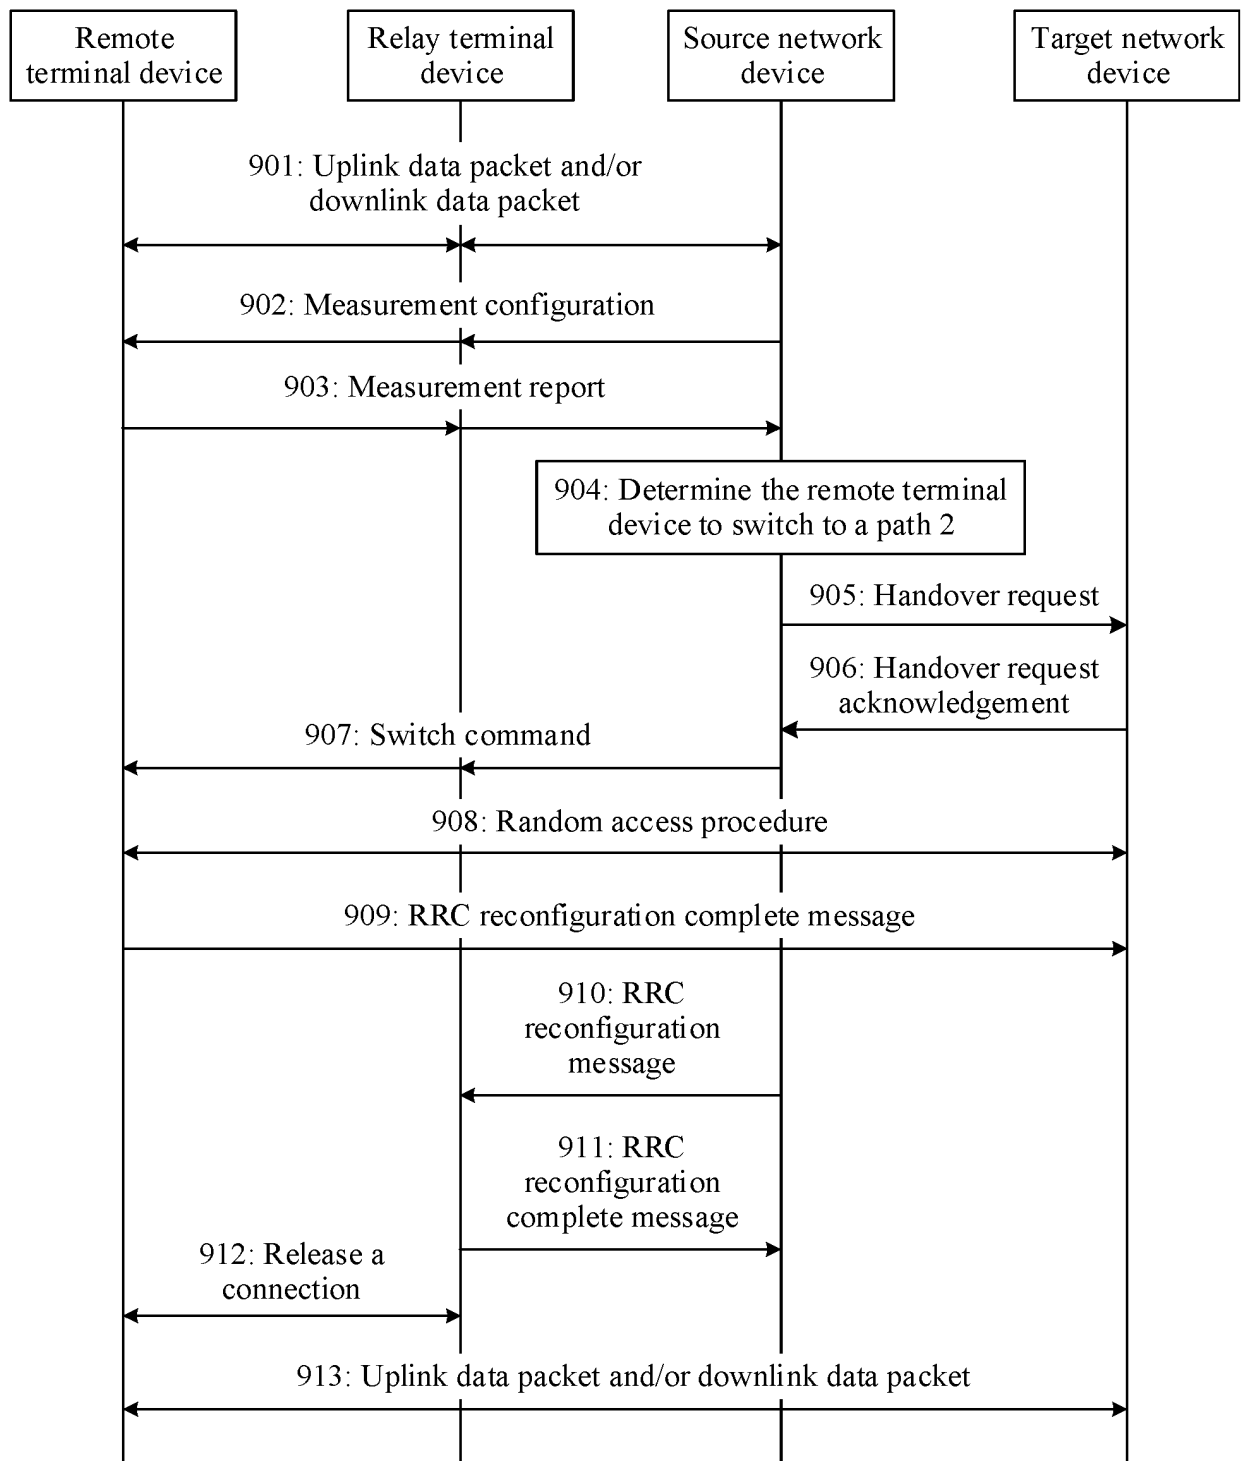 Remote
terminal device
Relay terminal
device
Source network
device
Target network
device
901: Uplink data packet and/or
downlink data packet
902: Measurement configuration
903: Measurement report
904: Determine the remote terminal
device to switch to a path 2
905: Handover request
906: Handover request
acknowledgement
907: Switch command
908: Random access procedure
909: RRC reconfiguration complete message
910: RRC
reconfiguration
message
911: RRC
reconfiguration
complete message
912: Release a
connection
913: Uplink data packet and/or downlink data packet